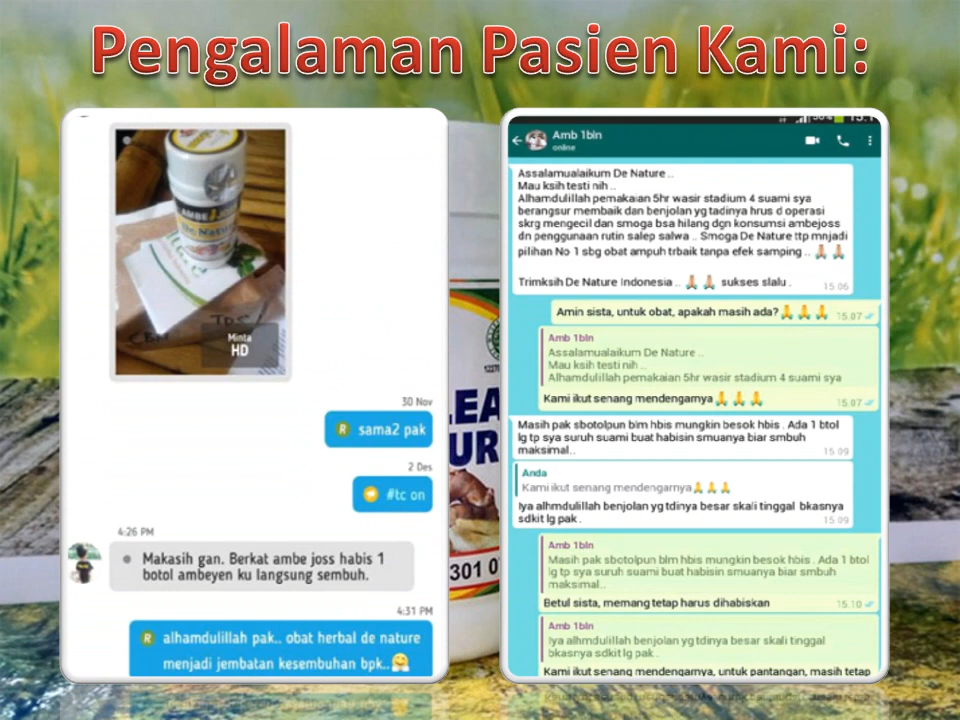 Pengalaman Pasien Kami:
AMBEJOSS
De Nature
Minta
HD
30 Nov
R sama2 pak
2 Des
#tc on
4:26 PM
Makasih gan. Berkat ambe joss habis 1
botol ambeyen ku langsung sembuh.
4:31 PM
R alhamdulillah pak.. obat herbal de nature
menjadi jembatan kesembuhan bpk..🤗
LEA
UR
301 0
Amb 1bln
online
Assalamualaikum De Nature ..
Mau ksih testi nih ..
Alhamdulillah pemakaian 5hr wasir stadium 4 suami sya
berangsur membaik dan benjolan yg tadinya hrus d operasi
skrg mengecil dan smoga bsa hilang dgn konsumsi ambejoss
dn penggunaan rutin salep salwa .. Smoga De Nature ttp mnjadi
pilihan No 1 sbg obat ampuh trbaik tanpa efek samping .. 🙏 🙏
Trimksih De Nature Indonesia .. 🙏 🙏 sukses slalu .
15.06
Amin sista, untuk obat, apakah masih ada?🙏 🙏 🙏 15.07
Amb 1bln
Assalamualaikum De Nature ..
Mau ksih testi nih ..
Alhamdulillah pemakaian 5hr wasir stadium 4 suami sya
Kami ikut senang mendengarnya🙏 🙏 🙏 15.07
Masih pak sbotolpun blm hbis mungkin besok hbis . Ada 1 btol
lg tp sya suruh suami buat habisin smuanya biar smbuh
maksimal.. 15.09
Anda
Kami ikut senang mendengarnya🙏 🙏 🙏
Iya alhmdulillah benjolan yg tdinya besar skali tinggal bkasnya
sdkit lg pak . 15.09
Amb 1bln
Masih pak sbotolpun blm hbis mungkin besok hbis . Ada 1 btol
lg tp sya suruh suami buat habisin smuanya biar smbuh
maksimal..
Betul sista, memang tetap harus dihabiskan 15.10
Amb 1bln
Iya alhmdulillah benjolan yg tdinya besar skali tinggal
bkasnya sdkit lg pak .
Kami ikut senang mendengarnya, untuk pantangan, masih tetap